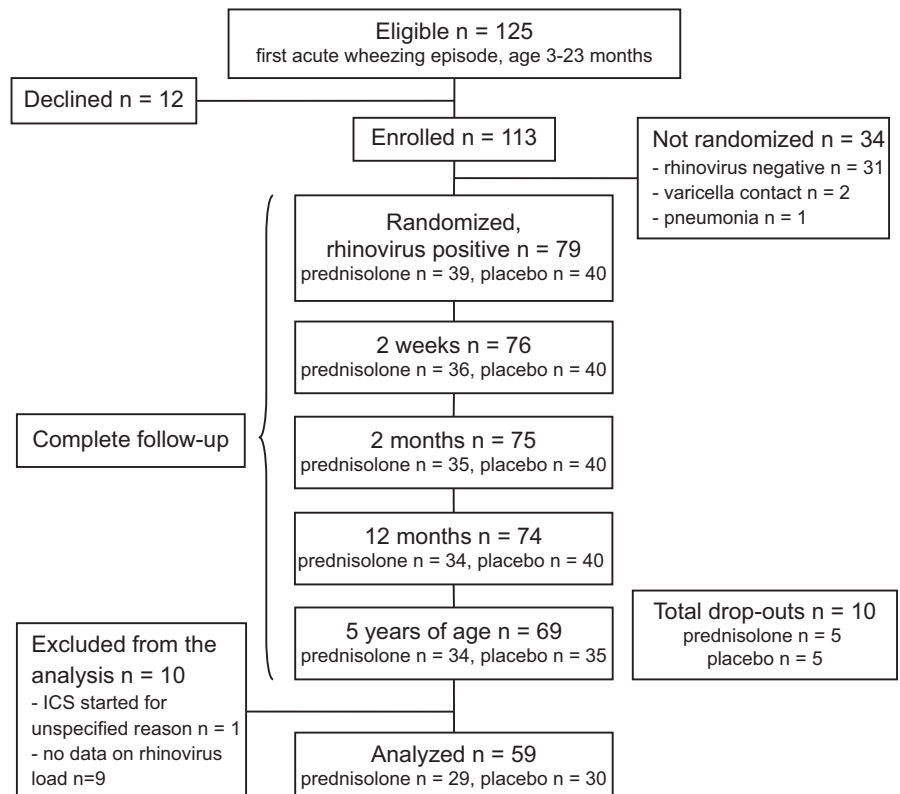 Eligible n = 125
first acute wheezing episode, age 3-23 months
Declined n = 12
Enrolled = 113
Not randomized n = 34
- rhinovirus negative n = 31
- varicella contact n = 2
- pneumonia n = 1
Randomized,
rhinovirus positive n = 79
prednisolone n = 39, placebo n = 40
2 weeks n = 76
prednisolone n = 36, placebo n = 40
Complete follow-up
2 months n = 75
prednisolone n = 35, placebo n = 40
12 months n = 74
prednisolone n = 34, placebo n = 40
5 years of age n = 69
prednisolone n = 34, placebo n = 35
Total drop-outs n = 10
prednisolone n = 5
placebo n = 5
Excluded from the
analysis n = 10
- ICS started for
unspecified reason n = 1
- no data on rhinovirus
load n=9
Analyzed n = 59
prednisolone n = 29, placebo n = 30